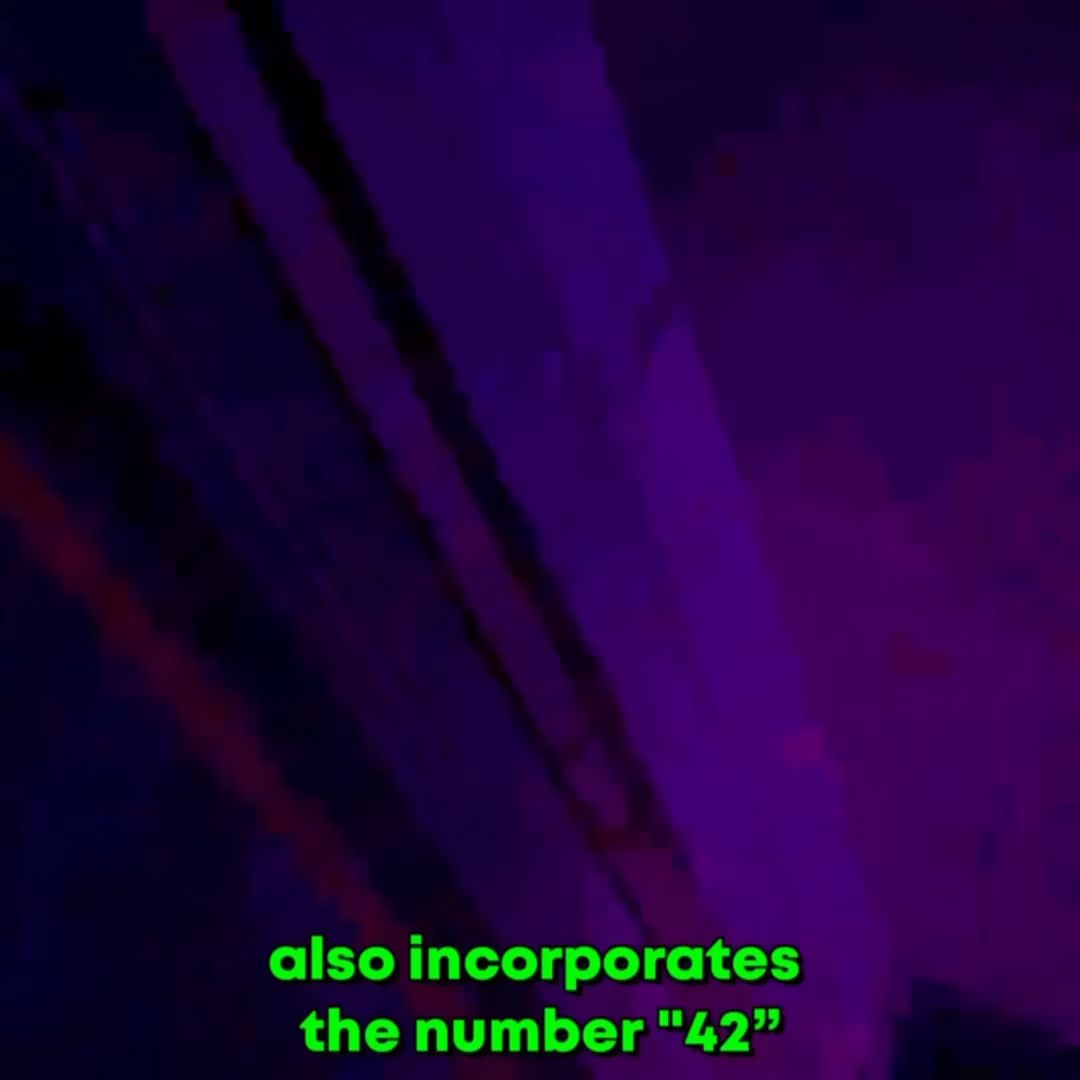 also incorporates
the number "42”